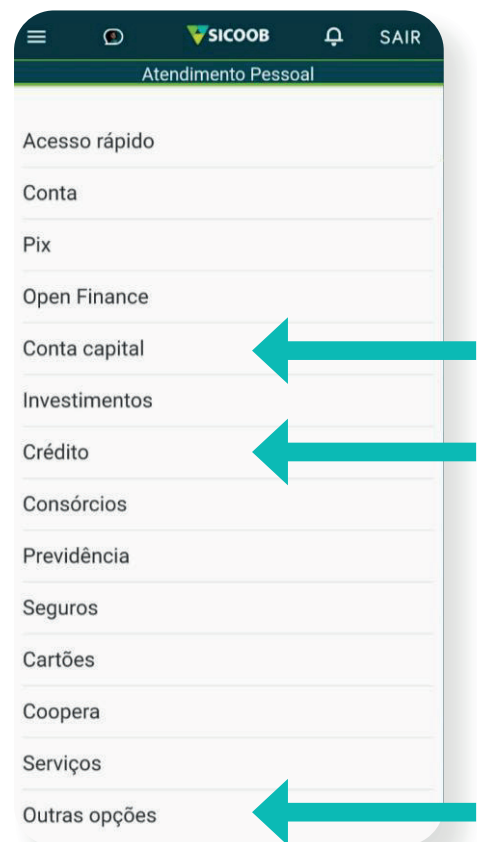 SICOOB SAIR
Atendimento Pessoal
Acesso rápido
Conta
Pix
Open Finance
Conta capital
Investimentos
Crédito
Consórcios
Previdência
Seguros
Cartões
Coopera
Serviços
Outras opções